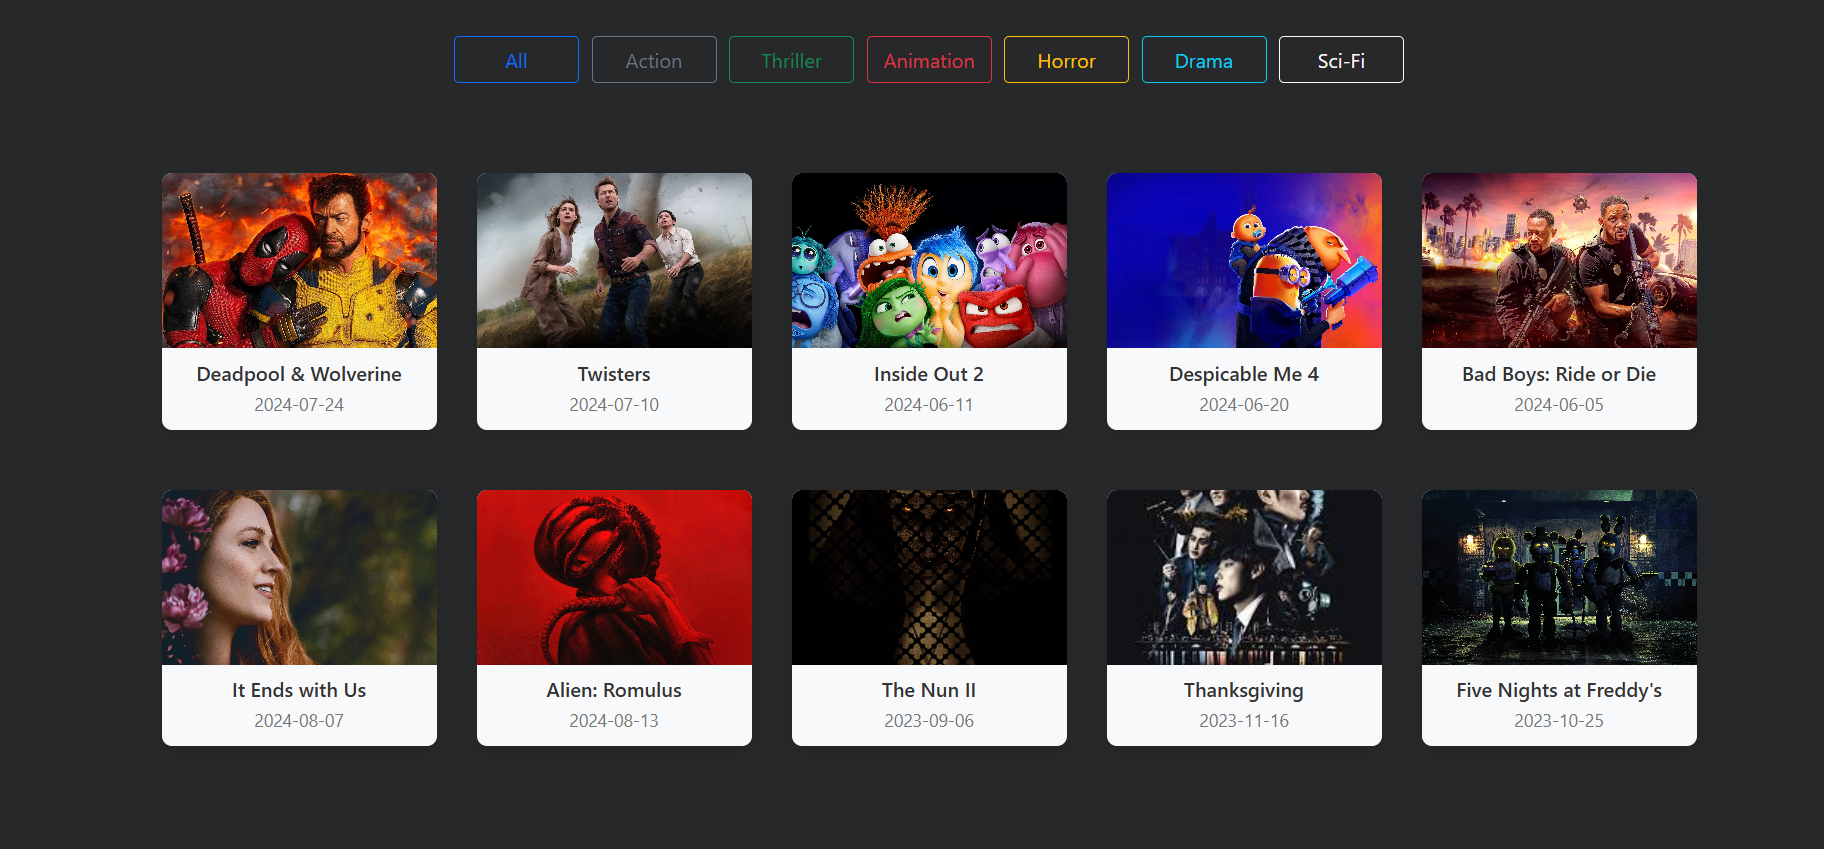 All
Action
Thriller
Animation
Horror
Drama
Sci-Fi
Deadpool & Wolverine
2024-07-24
Twisters
2024-07-10
Inside Out 2
2024-06-11
Despicable Me 4
2024-06-20
Bad Boys: Ride or Die
2024-06-05
It Ends with Us
2024-08-07
Alien: Romulus
2024-08-13
The Nun II
2023-09-06
Thanksgiving
2023-11-16
Five Nights at Freddy's
2023-10-25